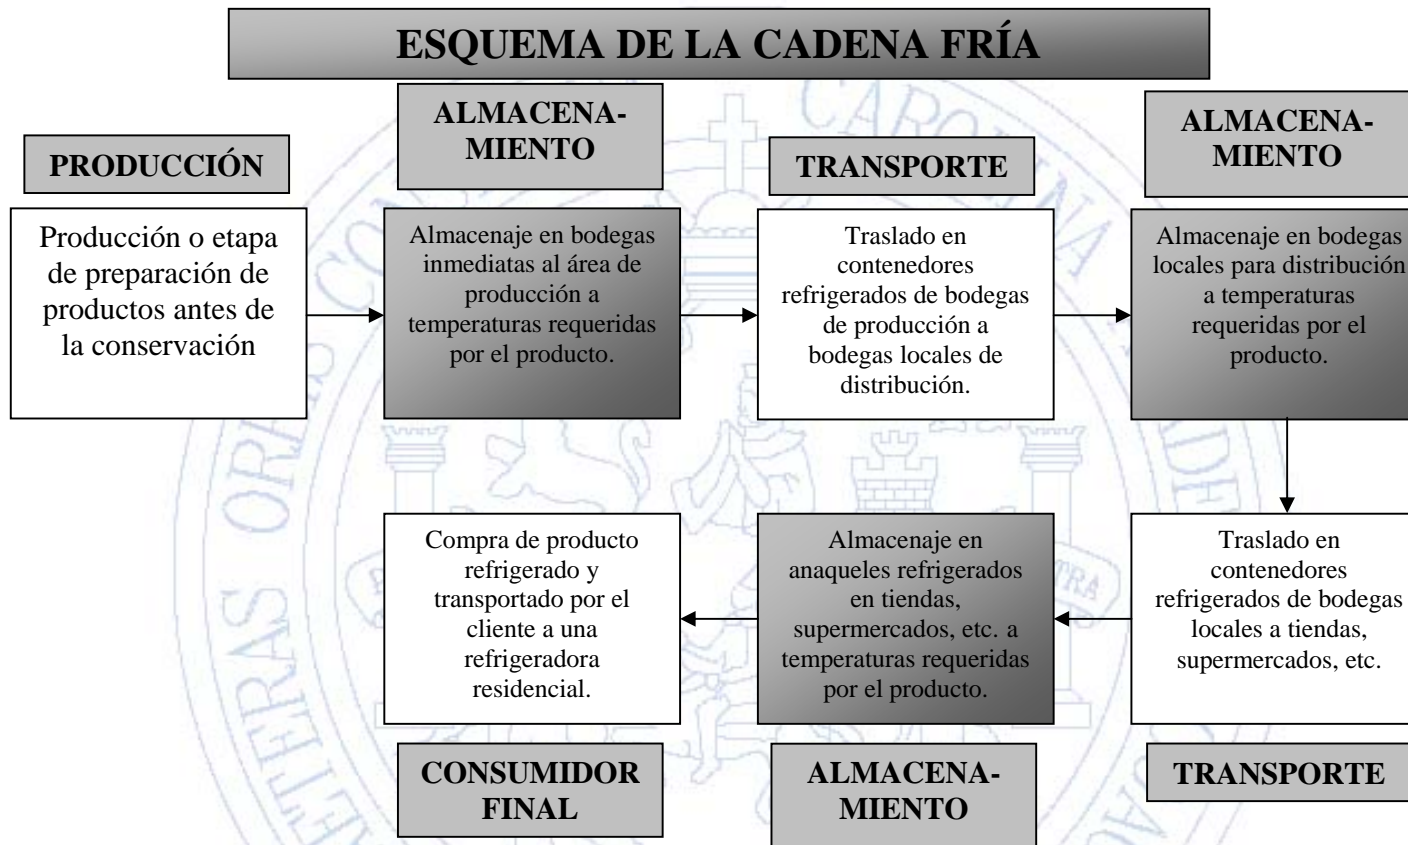 ESQUEMA DE LA CADENA FRÍA
PRODUCCIÓN
Producción o etapa
de preparación de
productos antes de
la conservación
ALMACENA-
MIENTO
Almacenaje en bodegas
inmediatas al área de
producción a
temperaturas requeridas
por el producto.
TRANSPORTE
Traslado en
contenedores
refrigerados de bodegas
de producción a
bodegas locales de
distribución.
ALMACENA-
MIENTO
Almacenaje en bodegas
locales para distribución
a temperaturas
requeridas por el
producto.
Traslado en
contenedores
refrigerados de bodegas
locales a tiendas,
supermercados, etc.
TRANSPORTE
Almacenaje en
anaqueles refrigerados
en tiendas,
supermercados, etc. a
temperaturas requeridas
por el producto.
ALMACENA-
MIENTO
Compra de producto
refrigerado y
transportado por el
cliente a una
refrigeradora
residencial.
CONSUMIDOR
FINAL
CAROLINA
ORBIS